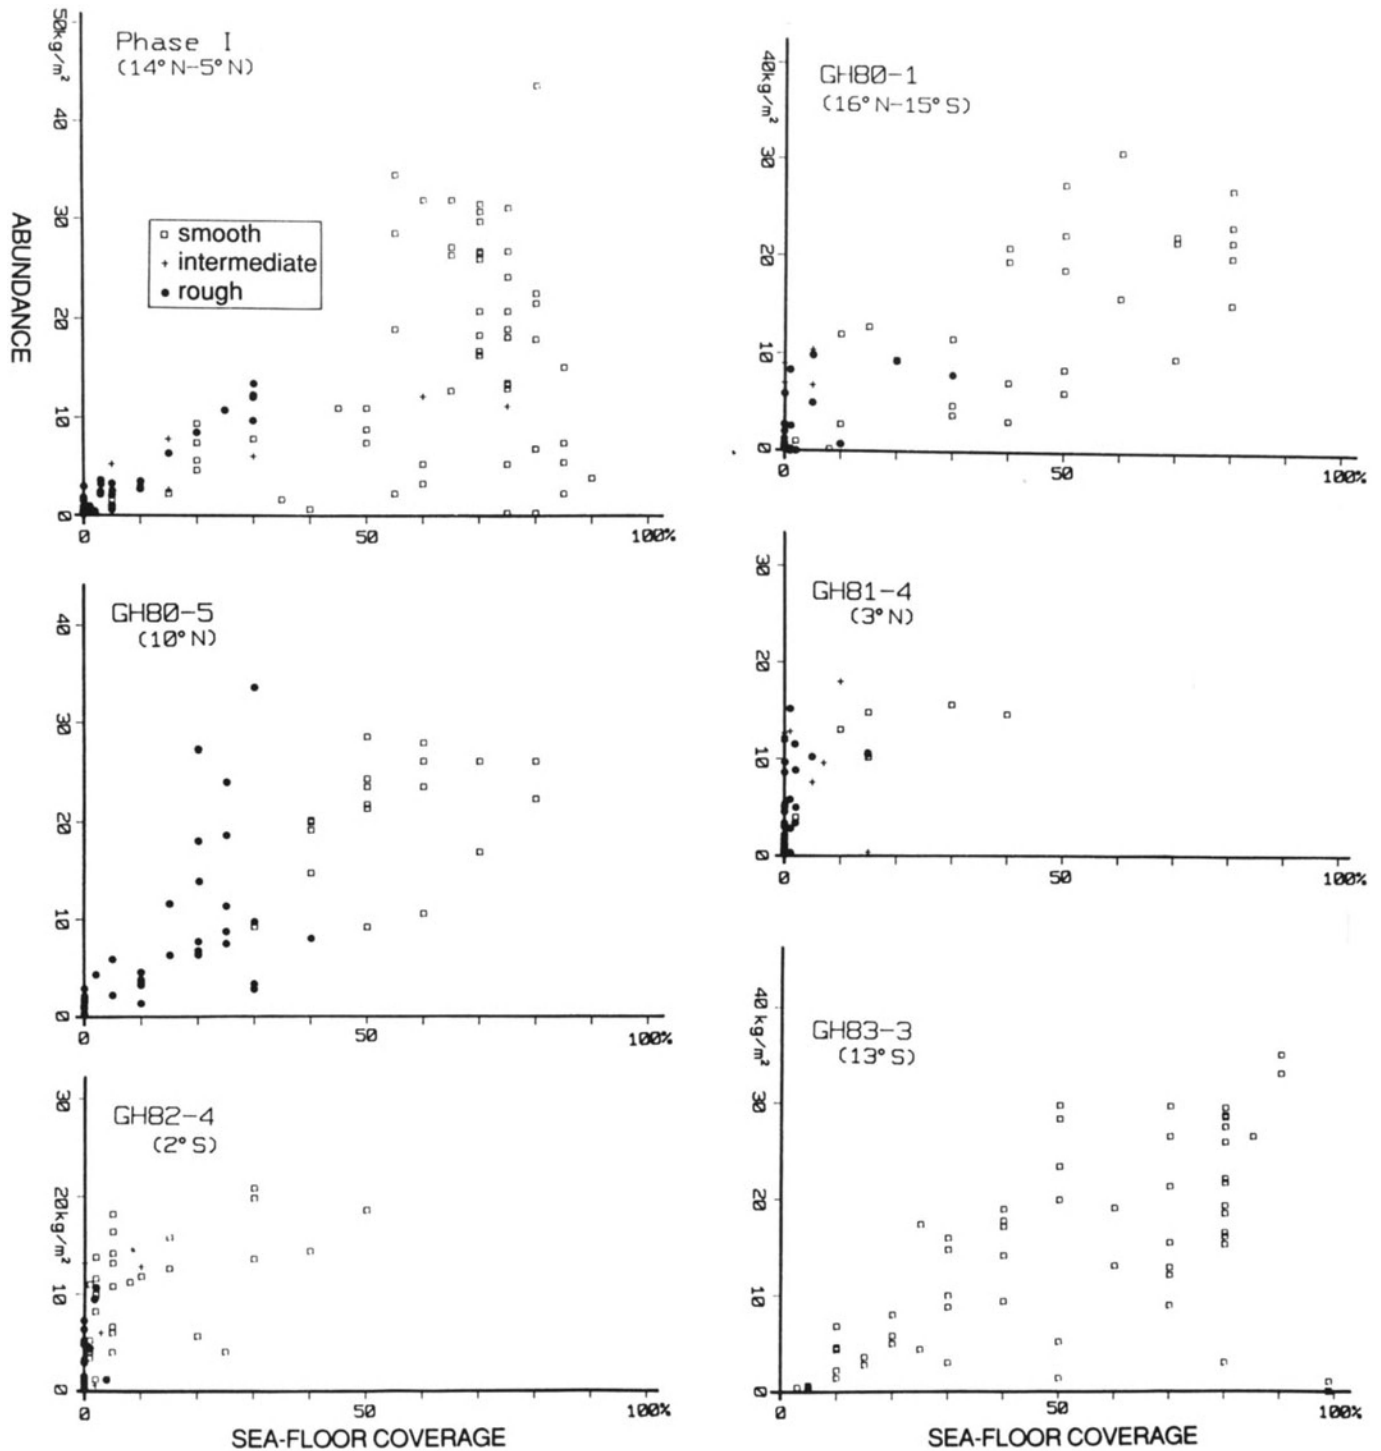 Phase I
(14°N-5°N)
50kg/m²
40
30
20
10
0
0
50
100%
ABUNDANCE
smooth
intermediate
rough
GH80-1
(16°N-15°S)
40kg/m²
30
20
10
0
0
50
100%
GH80-5
(10°N)
40
30
20
10
0
0
50
100%
GH81-4
(3°N)
30
20
10
0
0
50
100%
GH82-4
(2°S)
30
20kg/m²
10
0
0
50
100%
SEA-FLOOR COVERAGE
GH83-3
(13°S)
40kg/m²
30
20
10
0
0
50
100%
SEA-FLOOR COVERAGE